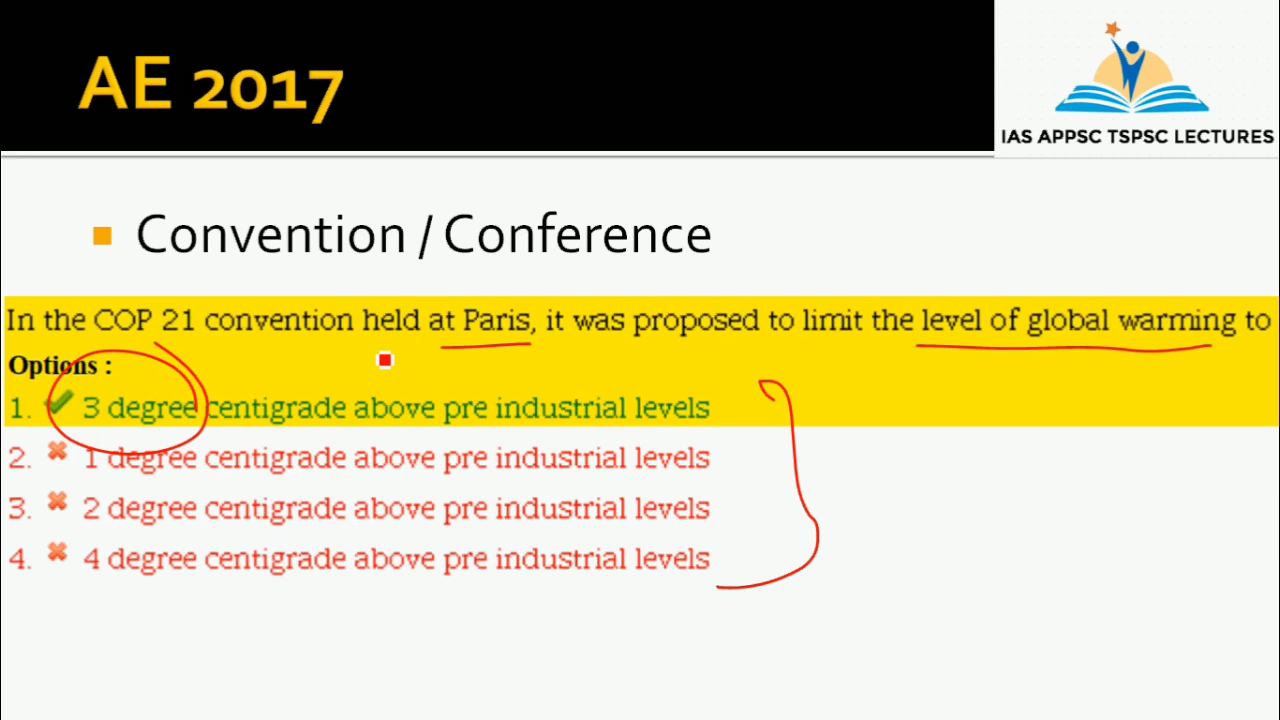 AE 2017
IAS APPSC TSPSC LECTURES
Convention / Conference
In the COP 21 convention held at Paris, it was proposed to limit the level of global warming to
Options :
1. 3 degree centigrade above pre industrial levels
2. 1 degree centigrade above pre industrial levels
3. 2 degree centigrade above pre industrial levels
4. 4 degree centigrade above pre industrial levels